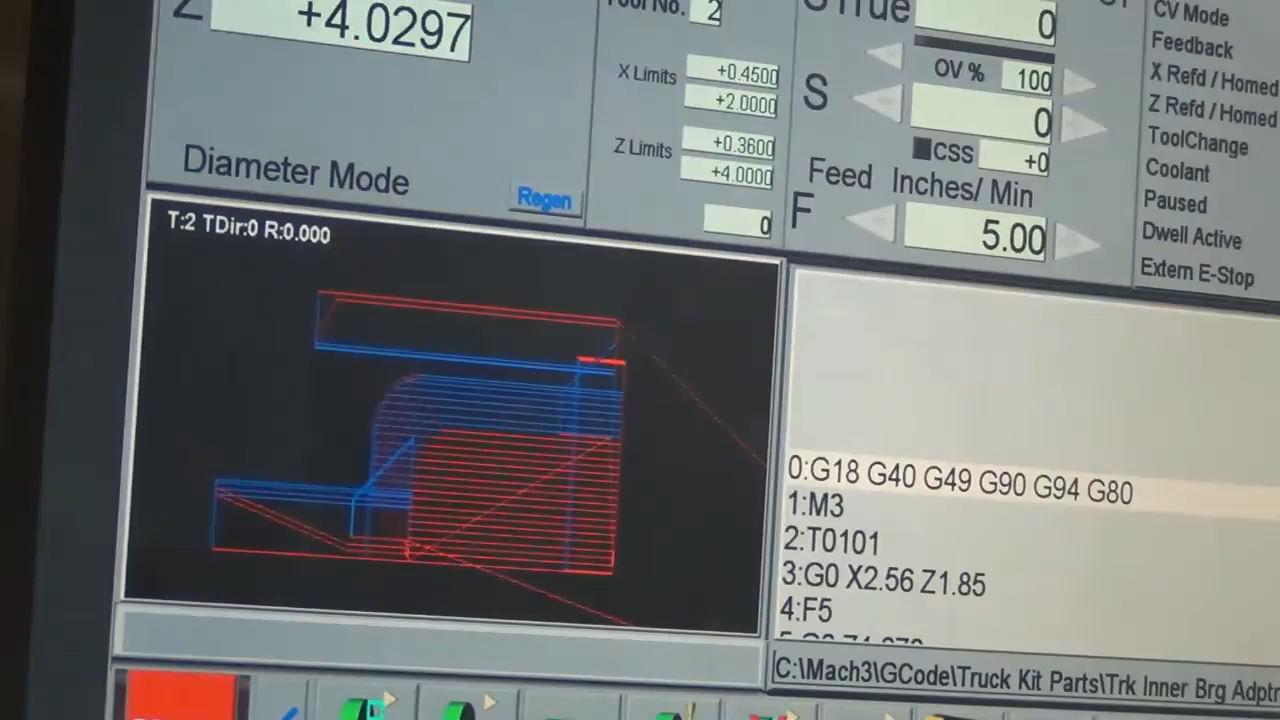 Z +4.0297
Diameter Mode
Regen
Tool No. 2
X Limits +0.4500
+2.0000
Z Limits +0.3600
+4.0000
0
STrue 0
OV % 100
S 0
CSS +0
Feed Inches/ Min
F 5.00
CV Mode
Feedback
X Refd / Homed
Z Refd / Homed
ToolChange
Coolant
Paused
Dwell Active
Extern E-Stop
T:2 TDir:0 R:0.000
0:G18 G40 G49 G90 G94 G80
1:M3
2:T0101
3:G0 X2.56 Z1.85
4:F5
C:\Mach3\GCode\Truck Kit Parts\Trk Inner Brg Adptr